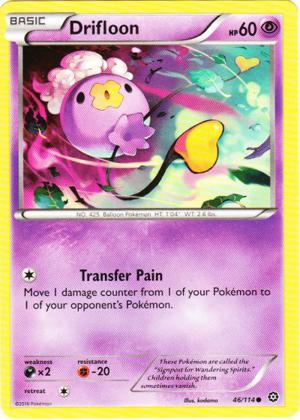 BASIC
Drifloon
HP60
NO. 425 Balloon Pokémon HT: 1'04" WT: 2.6 lbs.
Transfer Pain
Move 1 damage counter from 1 of your Pokémon to
1 of your opponent's Pokémon.
weakness
×2
resistance
-20
retreat
These Pokémon are called the
"Signpost for Wandering Spirits."
Children holding them
sometimes vanish.
©2016 Pokémon
Illus. kodama
46/114